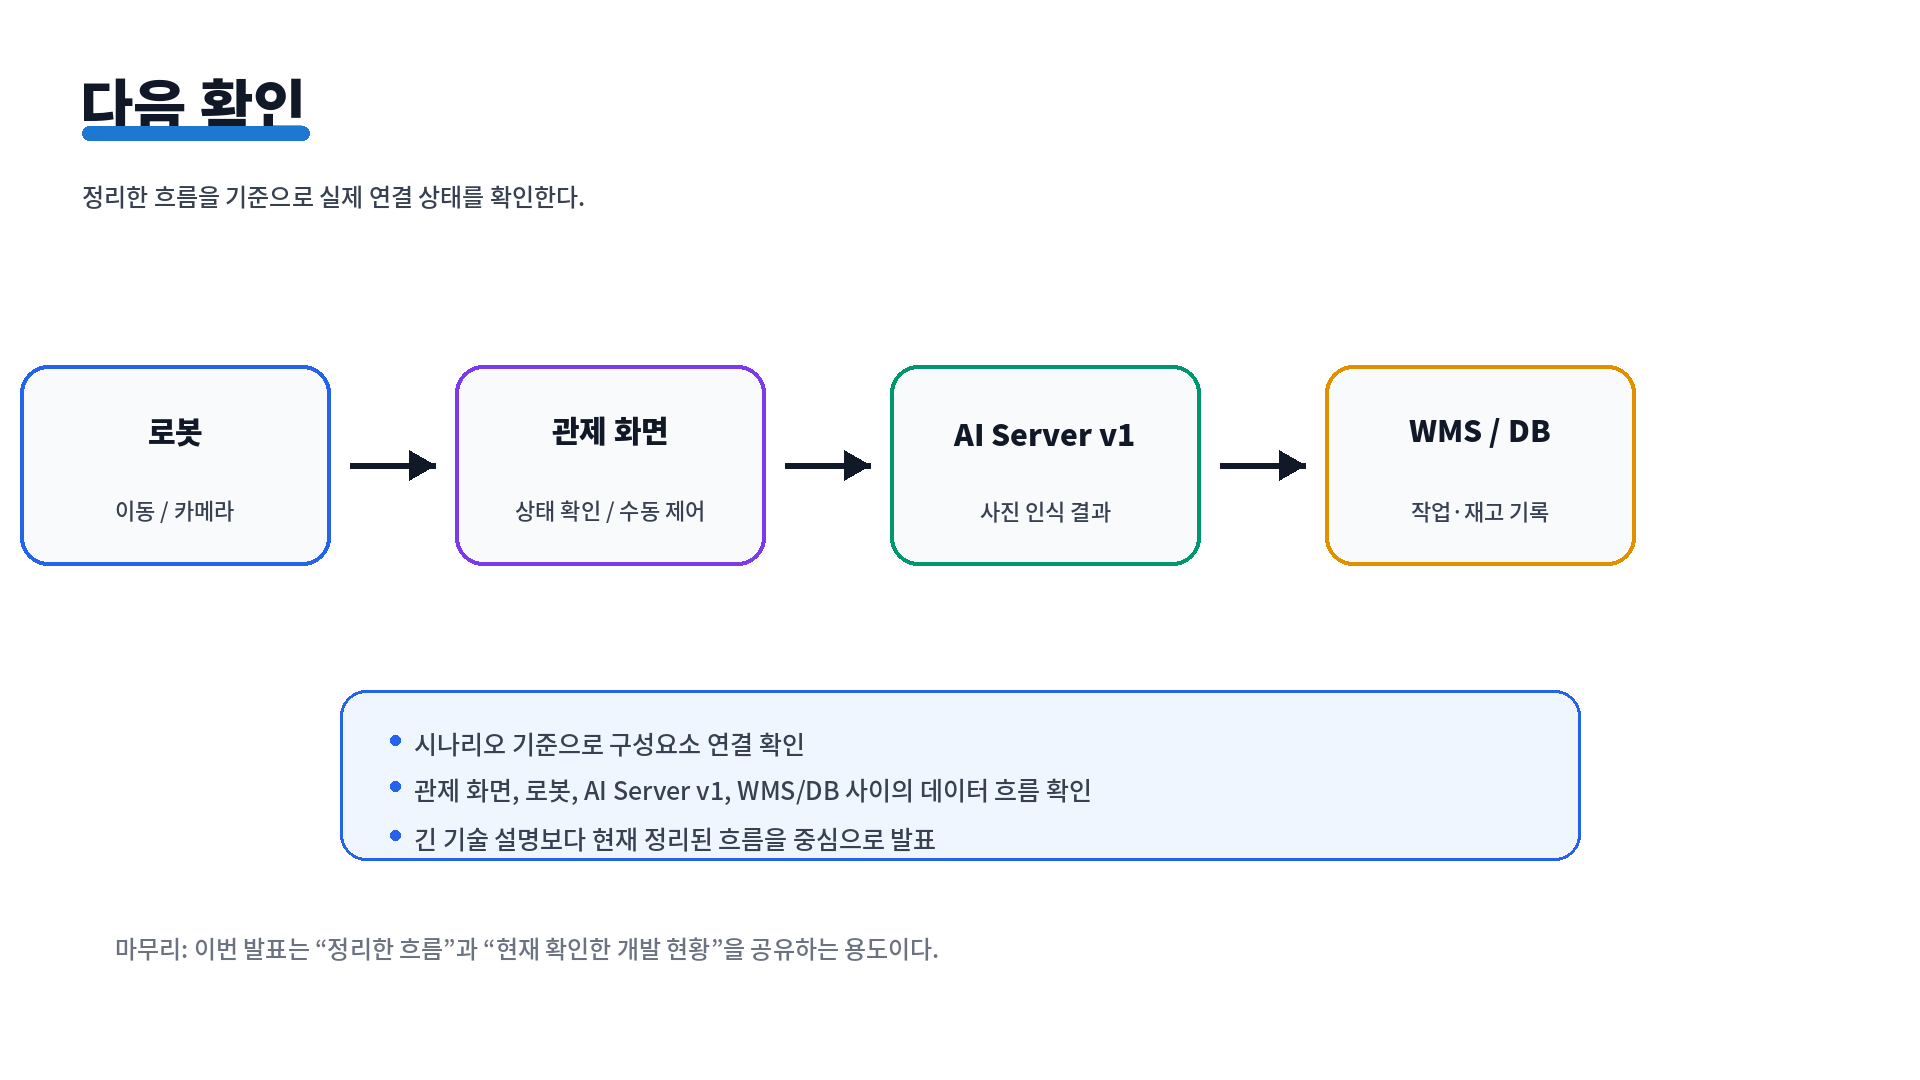 다음 확인
정리한 흐름을 기준으로 실제 연결 상태를 확인한다.
로봇
이동 / 카메라
관제 화면
상태 확인 / 수동 제어
AI Server v1
사진 인식 결과
WMS / DB
작업·재고 기록
시나리오 기준으로 구성요소 연결 확인
관제 화면, 로봇, AI Server v1, WMS/DB 사이의 데이터 흐름 확인
긴 기술 설명보다 현재 정리된 흐름을 중심으로 발표
마무리: 이번 발표는 “정리한 흐름”과 “현재 확인한 개발 현황”을 공유하는 용도이다.